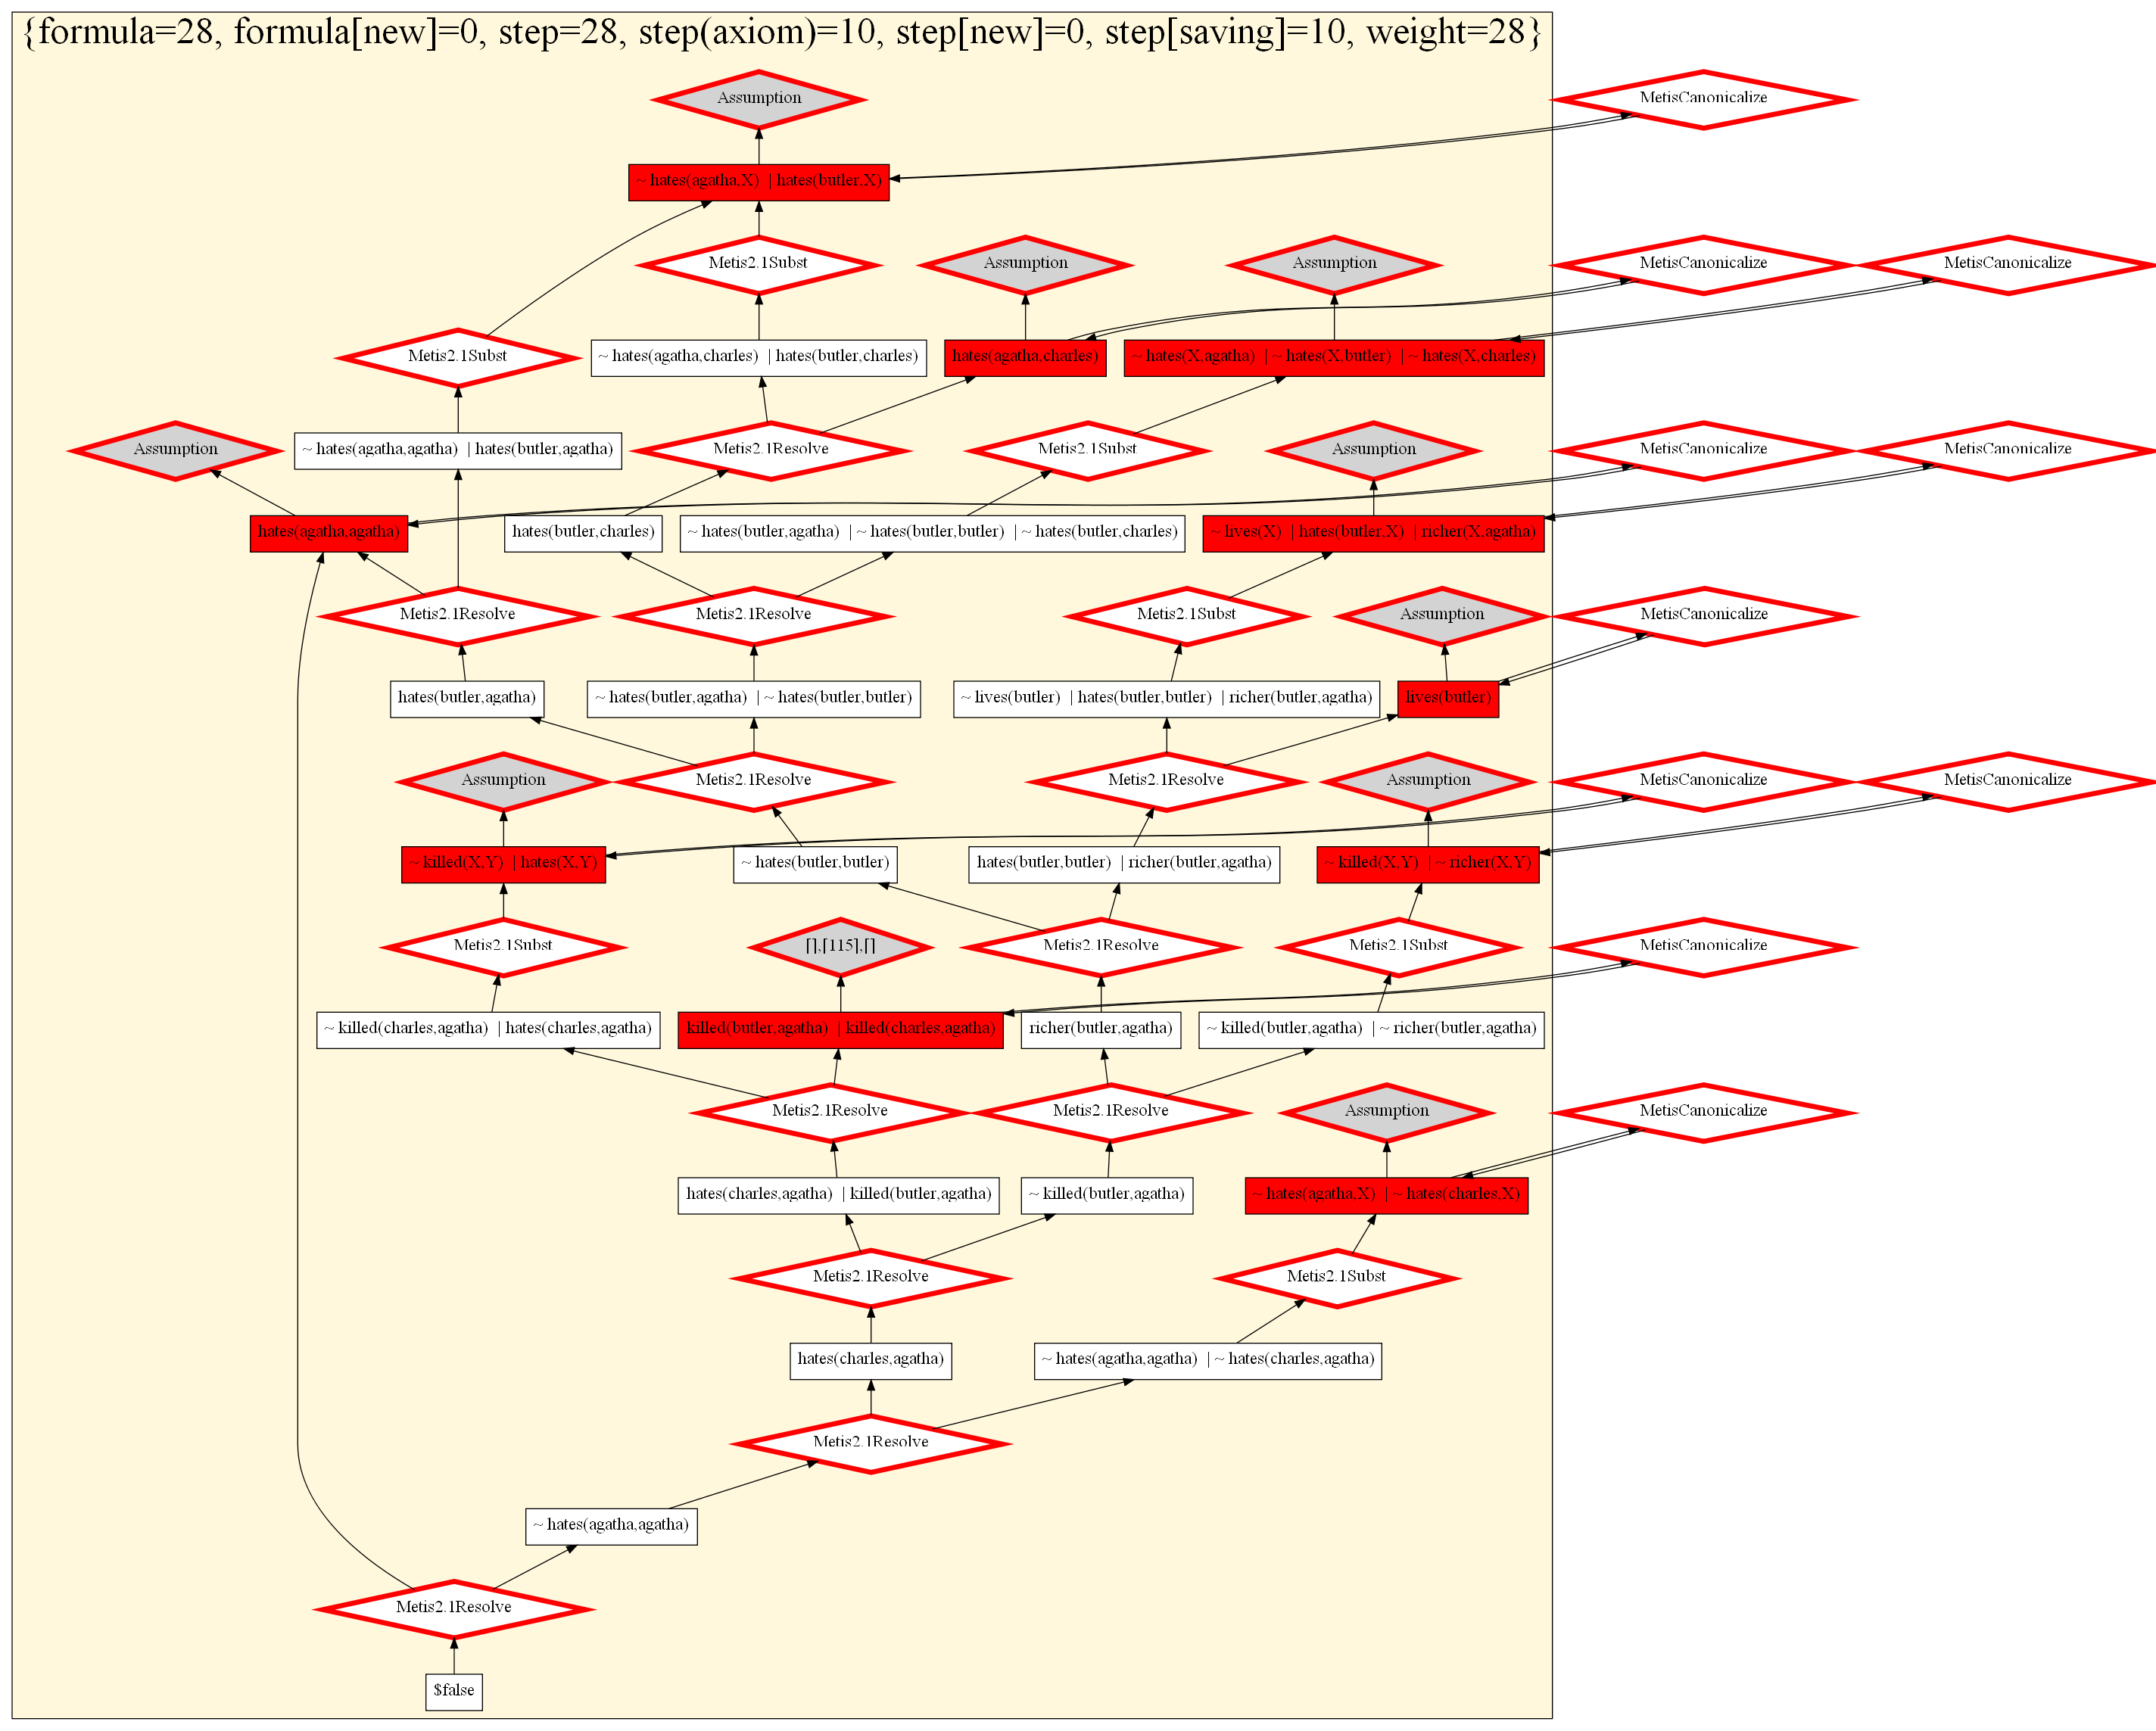 {formula=28, formula[new]=0, step=28, step(axiom)=10, step[new]=0, step[saving]=10, weight=28}
Assumption
MetisCanonicalize
~ hates(agatha,X) | hates(butler,X)
Metis2.1Subst
Assumption
Assumption
MetisCanonicalize
MetisCanonicalize
Metis2.1Subst
~ hates(agatha,charles) | hates(butler,charles)
hates(agatha,charles)
~ hates(X,agatha) | ~ hates(X,butler) | ~ hates(X,charles)
Assumption
~ hates(agatha,agatha) | hates(butler,agatha)
Metis2.1Resolve
Metis2.1Subst
Assumption
MetisCanonicalize
MetisCanonicalize
hates(agatha,agatha)
hates(butler,charles)
~ hates(butler,agatha) | ~ hates(butler,butler) | ~ hates(butler,charles)
~ lives(X) | hates(butler,X) | richer(X,agatha)
Metis2.1Resolve
Metis2.1Resolve
Metis2.1Subst
Assumption
MetisCanonicalize
hates(butler,agatha)
~ hates(butler,agatha) | ~ hates(butler,butler)
~ lives(butler) | hates(butler,butler) | richer(butler,agatha)
lives(butler)
Assumption
Metis2.1Resolve
Metis2.1Resolve
Assumption
MetisCanonicalize
MetisCanonicalize
~ killed(X,Y) | hates(X,Y)
~ hates(butler,butler)
hates(butler,butler) | richer(butler,agatha)
~ killed(X,Y) | ~ richer(X,Y)
Metis2.1Subst
[],[115],[]
Metis2.1Resolve
Metis2.1Subst
MetisCanonicalize
~ killed(charles,agatha) | hates(charles,agatha)
killed(butler,agatha) | killed(charles,agatha)
richer(butler,agatha)
~ killed(butler,agatha) | ~ richer(butler,agatha)
Metis2.1Resolve
Metis2.1Resolve
Assumption
MetisCanonicalize
hates(charles,agatha) | killed(butler,agatha)
~ killed(butler,agatha)
~ hates(agatha,X) | ~ hates(charles,X)
Metis2.1Resolve
Metis2.1Subst
hates(charles,agatha)
~ hates(agatha,agatha) | ~ hates(charles,agatha)
Metis2.1Resolve
~ hates(agatha,agatha)
Metis2.1Resolve
$false